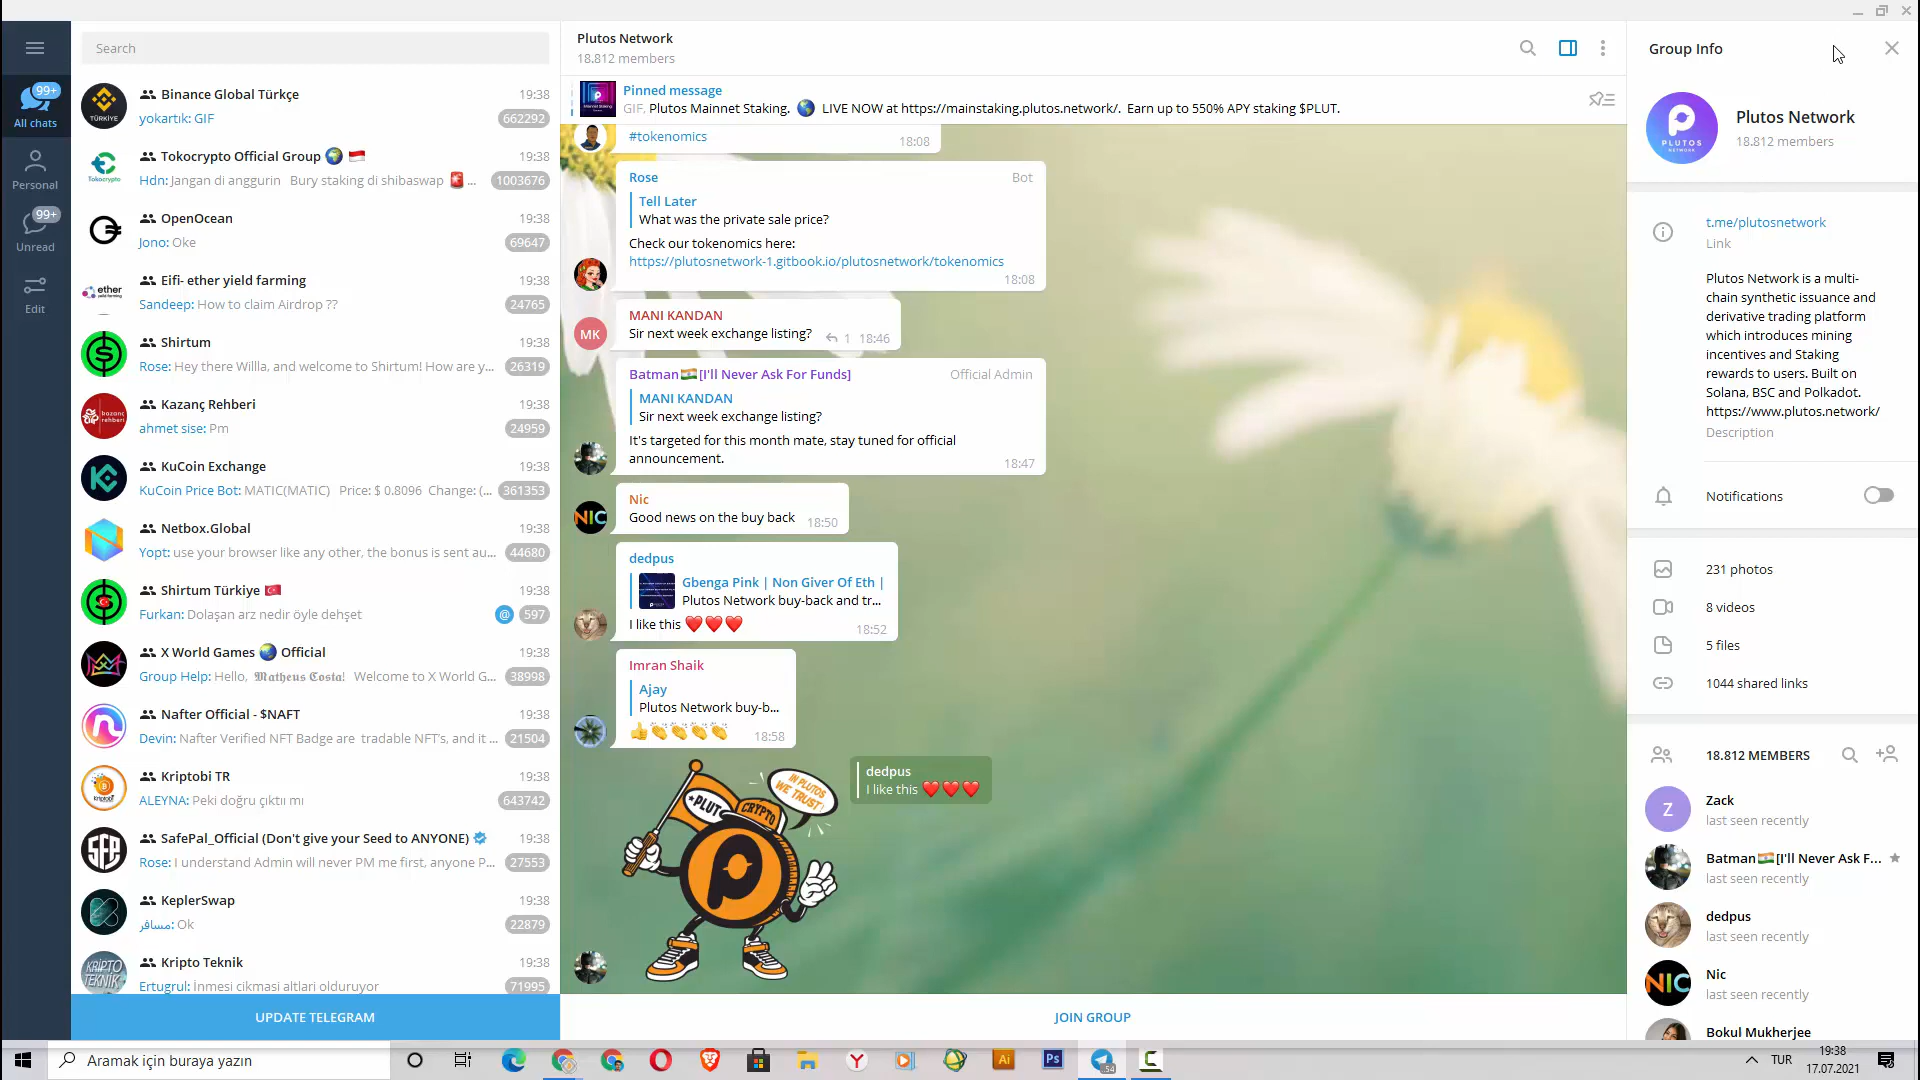 Search
All chats
99+
Personal
99+
Unread
Edit
Binance Global Türkçe 19:38
yokartık: GIF 662292
Tokocrypto Official Group 🌍 🇮🇩 19:38
Hdn: Jangan di anggurin Bury staking di shibaswap 🚨 ... 1003676
OpenOcean 19:38
Jono: Oke 69647
Eifi- ether yield farming 19:38
Sandeep: How to claim Airdrop ?? 24765
Shirtum 19:38
Rose: Hey there Willa, and welcome to Shirtum! How are y... 26319
Kazanç Rehberi 19:38
ahmet sise: Pm 24959
KuCoin Exchange 19:38
KuCoin Price Bot: MATIC(MATIC) Price: $ 0.8096 Change: (... 361353
Netbox.Global 19:38
Yopt: use your browser like any other, the bonus is sent au... 44680
Shirtum Türkiye 🇹🇷 19:38
Furkan: Dolaşan arz nedir öyle dehşet @ 597
X World Games 🌏 Official 19:38
Group Help: Hello, 𝕸𝖆𝖙𝖍𝖊𝖚𝖘 𝕮𝖔𝖘𝖙𝖆! Welcome to X World G... 38998
Nafter Official - $NAFT 19:38
Devin: Nafter Verified NFT Badge are tradable NFT's, and it ... 21504
Kriptobi TR 19:38
ALEYNA: Peki doğru çıktıı mı 643742
SafePal_Official (Don't give your Seed to ANYONE) 19:38
Rose: I understand Admin will never PM me first, anyone P... 27553
KeplerSwap 19:38
مسافر: Ok 22879
Kripto Teknik 19:38
Ertugrul: İnmesi cikmasi altlari olduruyor 71995
UPDATE TELEGRAM
Plutos Network
18.812 members
Pinned message
GIF, Plutos Mainnet Staking. 🌍 LIVE NOW at https://mainstaking.plutos.network/. Earn up to 550% APY staking $PLUT.
#tokenomics
18:08
Rose Bot
Tell Later
What was the private sale price?
Check our tokenomics here:
https://plutosnetwork-1.gitbook.io/plutosnetwork/tokenomics
18:08
MK
MANI KANDAN
Sir next week exchange listing? 1 18:46
Batman🇮🇳[I'll Never Ask For Funds] Official Admin
MANI KANDAN
Sir next week exchange listing?
It's targeted for this month mate, stay tuned for official
announcement.
18:47
NIC
Nic
Good news on the buy back 18:50
dedpus
Gbenga Pink | Non Giver Of Eth |
Plutos Network buy-back and tr...
I like this ❤️❤️❤️ 18:52
Imran Shaik
Ajay
Plutos Network buy-b...
👍👏👏👏👏 18:58
dedpus
I like this ❤️❤️❤️
PLUT
CRYPTO
IN PLUTOS
WE TRUST!
JOIN GROUP
Group Info
PLUTOS
NETWORK
Plutos Network
18.812 members
t.me/plutosnetwork
Link
Plutos Network is a multi-
chain synthetic issuance and
derivative trading platform
which introduces mining
incentives and Staking
rewards to users. Built on
Solana, BSC and Polkadot.
https://www.plutos.network/
Description
Notifications
231 photos
8 videos
5 files
1044 shared links
18.812 MEMBERS
Z
Zack
last seen recently
Batman🇮🇳[I'll Never Ask F...
last seen recently
dedpus
last seen recently
NIC
Nic
last seen recently
Bokul Mukherjee
Aramak için buraya yazın
Ai
Ps
TUR
19:38
17.07.2021